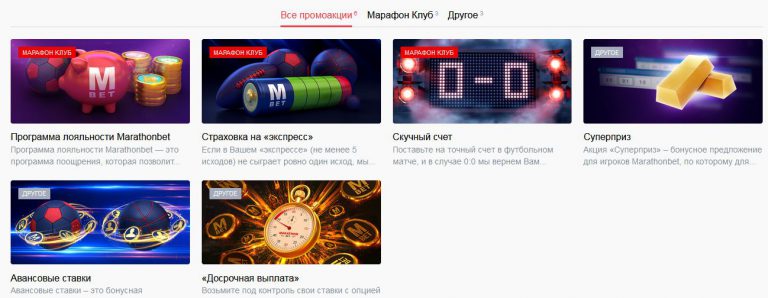 Все промоакции 6 Марафон Клуб 3 Другое 3
МАРАФОН КЛУБ
M
BET
Программа лояльности Marathonbet
Программа лояльности Marathonbet — это
программа поощрения, которая позволит...
МАРАФОН КЛУБ
M
BET
Страховка на «экспресс»
Если в Вашем «экспрессе» (не менее 5
исходов) не сыграет ровно один исход, мы...
МАРАФОН КЛУБ
0-0
Скучный счет
Поставьте на точный счет в футбольном
матче, и в случае 0:0 мы вернем Вам...
ДРУГОЕ
Суперприз
Акция «Суперприз» – бонусное предложение
для игроков Marathonbet, по которому для...
ДРУГОЕ
Авансовые ставки
Авансовые ставки – это бонусная
ДРУГОЕ
«Досрочная выплата»
Возьмите под контроль свои ставки с опцией